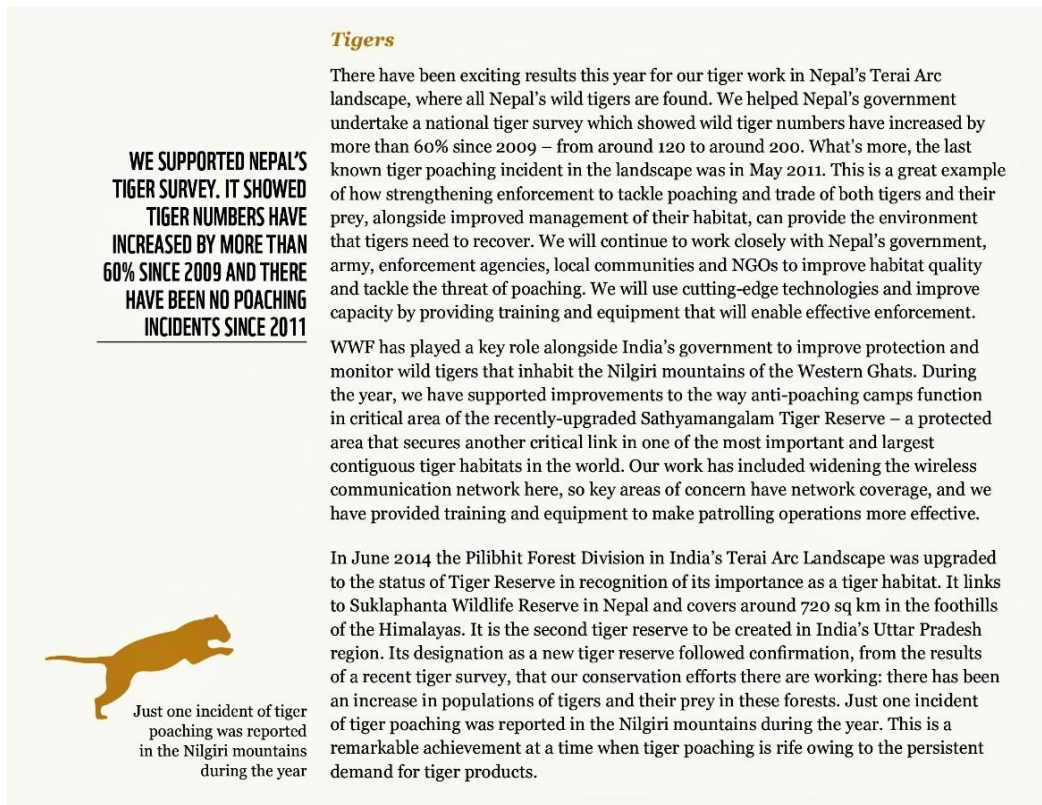 Tigers
There have been exciting results this year for our tiger work in Nepal’s Terai Arc
landscape, where all Nepal’s wild tigers are found. We helped Nepal’s government
undertake a national tiger survey which showed wild tiger numbers have increased by
more than 60% since 2009 – from around 120 to around 200. What’s more, the last
known tiger poaching incident in the landscape was in May 2011. This is a great example
of how strengthening enforcement to tackle poaching and trade of both tigers and their
prey, alongside improved management of their habitat, can provide the environment
that tigers need to recover. We will continue to work closely with Nepal’s government,
army, enforcement agencies, local communities and NGOs to improve habitat quality
and tackle the threat of poaching. We will use cutting-edge technologies and improve
capacity by providing training and equipment that will enable effective enforcement.
WE SUPPORTED NEPAL’S
TIGER SURVEY. IT SHOWED
TIGER NUMBERS HAVE
INCREASED BY MORE THAN
60% SINCE 2009 AND THERE
HAVE BEEN NO POACHING
INCIDENTS SINCE 2011
WWF has played a key role alongside India’s government to improve protection and
monitor wild tigers that inhabit the Nilgiri mountains of the Western Ghats. During
the year, we have supported improvements to the way anti-poaching camps function
in critical area of the recently-upgraded Sathyamangalam Tiger Reserve – a protected
area that secures another critical link in one of the most important and largest
contiguous tiger habitats in the world. Our work has included widening the wireless
communication network here, so key areas of concern have network coverage, and we
have provided training and equipment to make patrolling operations more effective.
In June 2014 the Pilibhit Forest Division in India’s Terai Arc Landscape was upgraded
to the status of Tiger Reserve in recognition of its importance as a tiger habitat. It links
to Suklaphanta Wildlife Reserve in Nepal and covers around 720 sq km in the foothills
of the Himalayas. It is the second tiger reserve to be created in India’s Uttar Pradesh
region. Its designation as a new tiger reserve followed confirmation, from the results
of a recent tiger survey, that our conservation efforts there are working: there has been
an increase in populations of tigers and their prey in these forests. Just one incident
of tiger poaching was reported in the Nilgiri mountains during the year. This is a
remarkable achievement at a time when tiger poaching is rife owing to the persistent
demand for tiger products.
Just one incident of tiger
poaching was reported
in the Nilgiri mountains
during the year